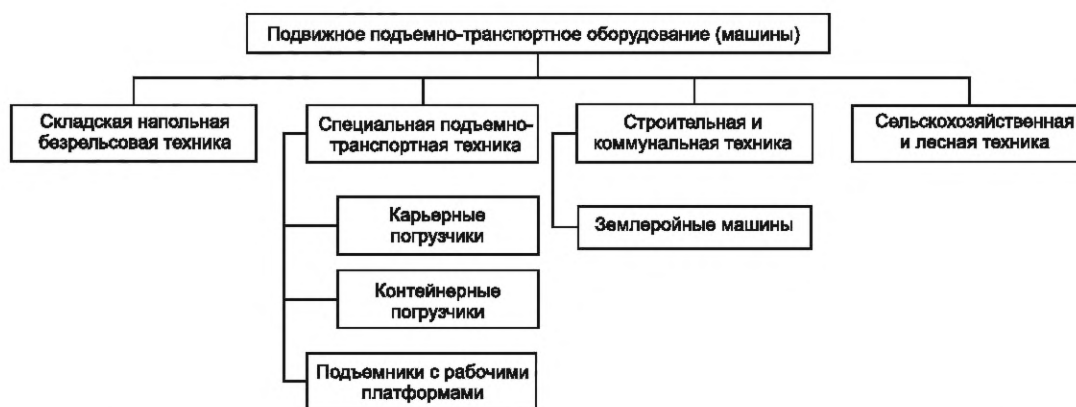 Подвижное подъемно-транспортное оборудование (машины)
Складская напольная
безрельсовая техника
Специальная подъемно-
транспортная техника
Строительная и
коммунальная техника
Сельскохозяйственная
и лесная техника
Карьерные
погрузчики
Землеройные машины
Контейнерные
погрузчики
Подъемники с рабочими
платформами